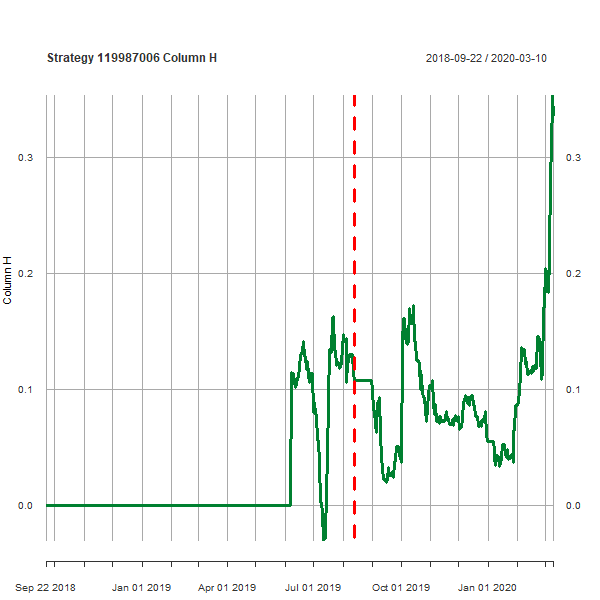 Strategy 119987006 Column H 2018-09-22 / 2020-03-10
0.3 0.3
0.2 0.2
Column H
0.1 0.1
0.0 0.0
Sep 22 2018 Jan 01 2019 Apr 01 2019 Jul 01 2019 Oct 01 2019 Jan 01 2020